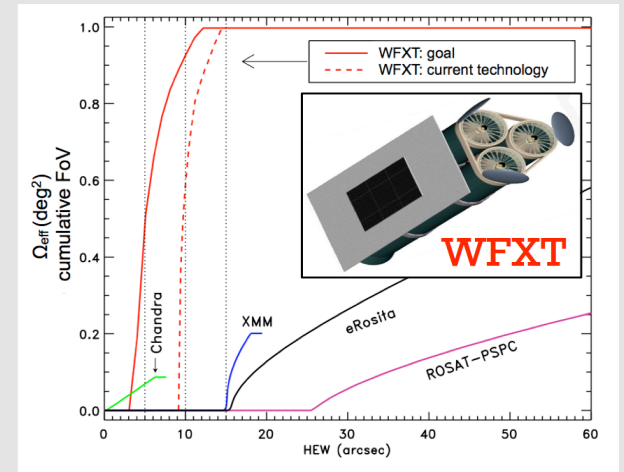 Ω_eff (deg²)
cumulative FoV
1.0
0.8
0.6
0.4
0.2
0.0
WFXT: goal
WFXT: current technology
WFXT
Chandra
XMM
eRosita
ROSAT-PSPC
0 10 20 30 40 50 60
HEW (arcsec)